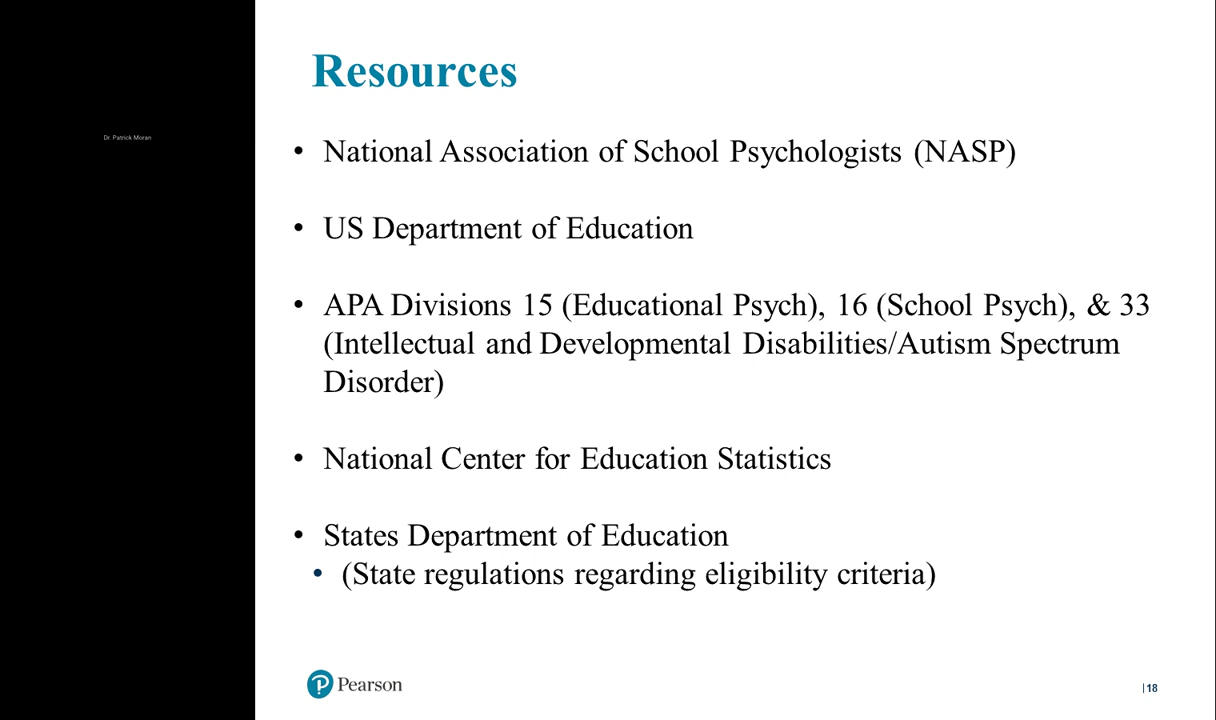 Dr. Patrick Moran
Resources
• National Association of School Psychologists (NASP)
• US Department of Education
• APA Divisions 15 (Educational Psych), 16 (School Psych), & 33
(Intellectual and Developmental Disabilities/Autism Spectrum
Disorder)
• National Center for Education Statistics
• States Department of Education
• (State regulations regarding eligibility criteria)
Pearson
|18